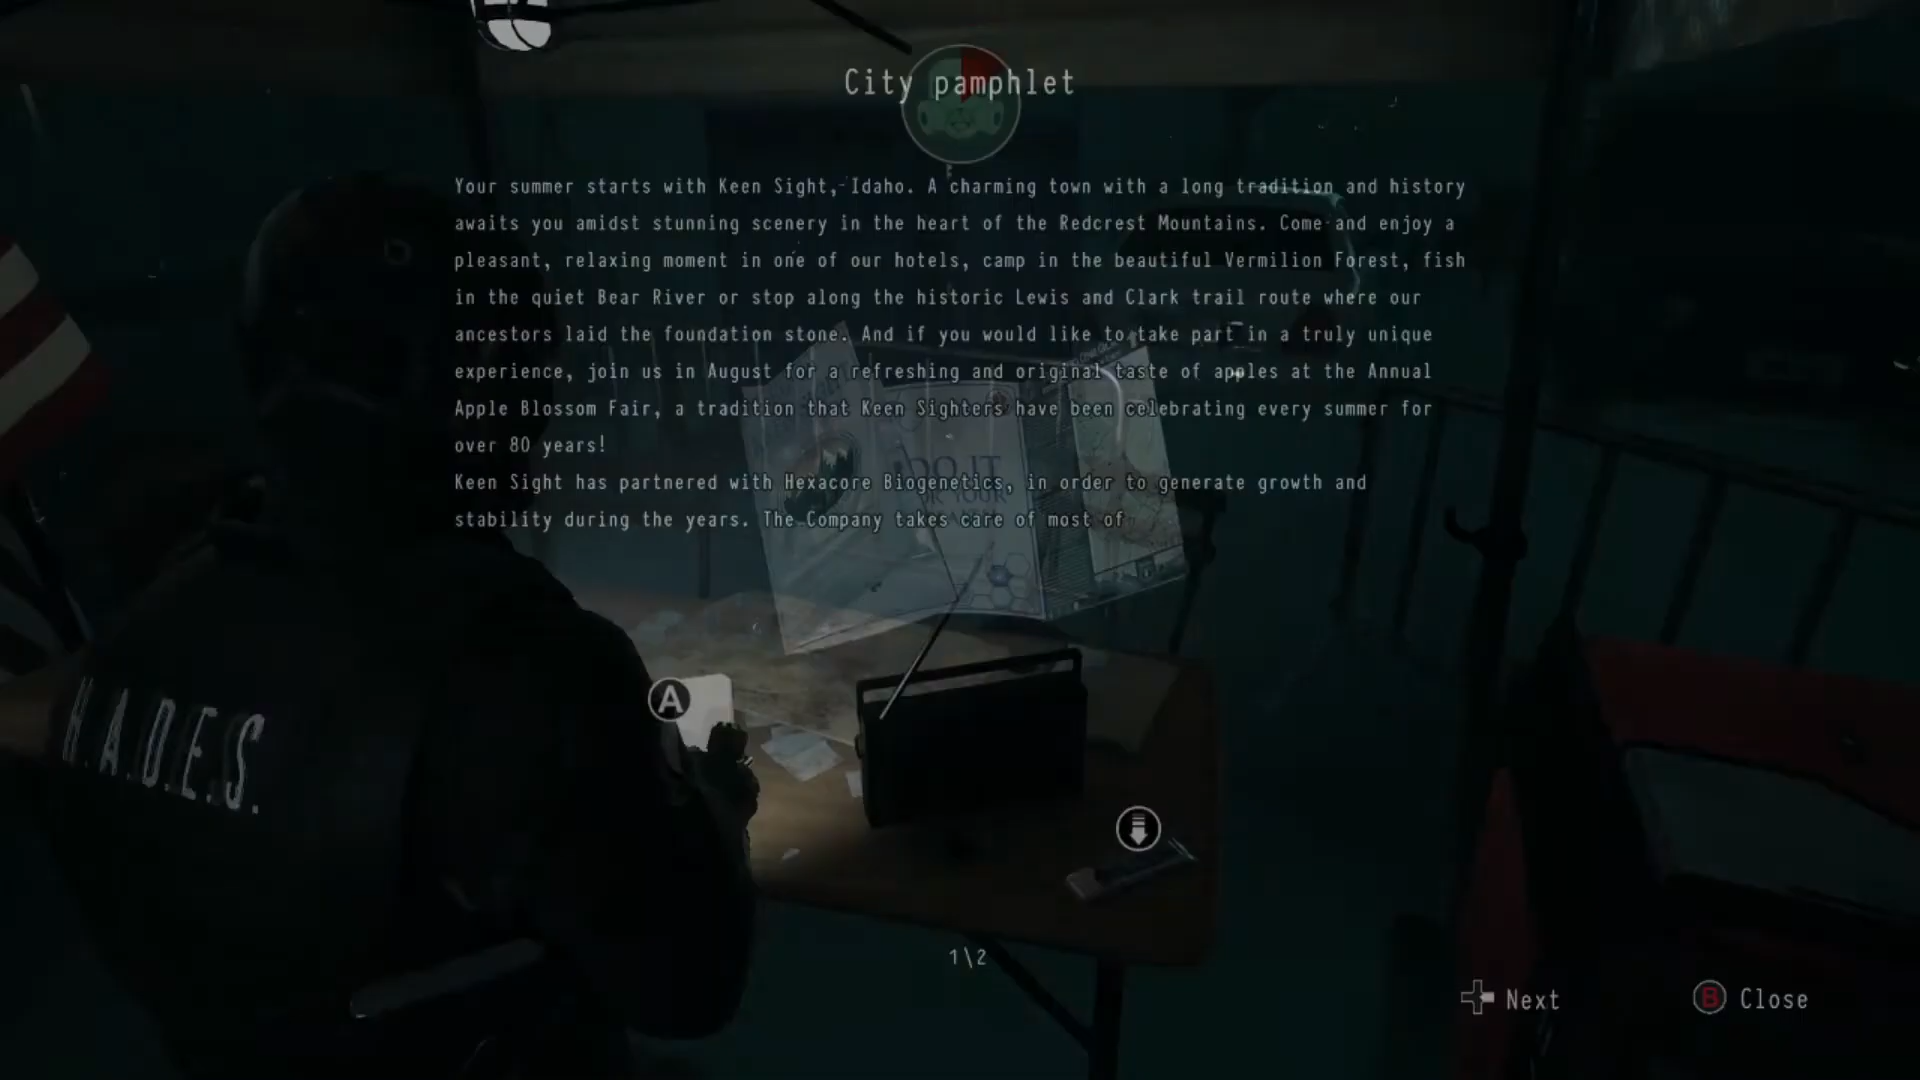 City pamphlet
Your summer starts with Keen Sight, Idaho. A charming town with a long tradition and history
awaits you amidst stunning scenery in the heart of the Redcrest Mountains. Come and enjoy a
pleasant, relaxing moment in one of our hotels, camp in the beautiful Vermilion Forest, fish
in the quiet Bear River or stop along the historic Lewis and Clark trail route where our
ancestors laid the foundation stone. And if you would like to take part in a truly unique
experience, join us in August for a refreshing and original taste of apples at the Annual
Apple Blossom Fair, a tradition that Keen Sighters have been celebrating every summer for
over 80 years!
Keen Sight has partnered with Hexacore Biogenetics, in order to generate growth and
stability during the years. The Company takes care of most of
DO IT
YOUR
A
H.A.D.E.S.
1\2
Next
B Close